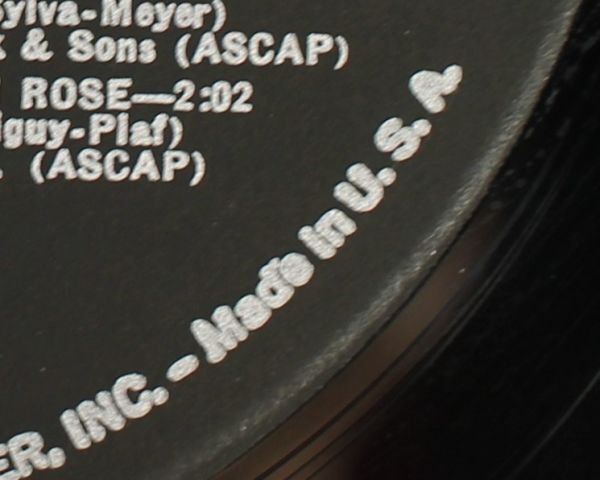 ylva-Meyer)
& Sons (ASCAP)
ROSE—2:02
iguy-Piaf)
. (ASCAP)
ER, INC. - Made in U. S. A.